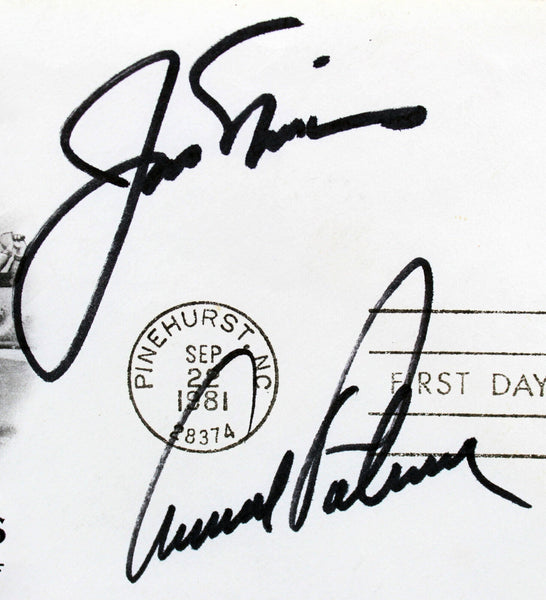 PINEHURST, NC
SEP
22
1981
28374
FIRST DAY
Arnold Palmer